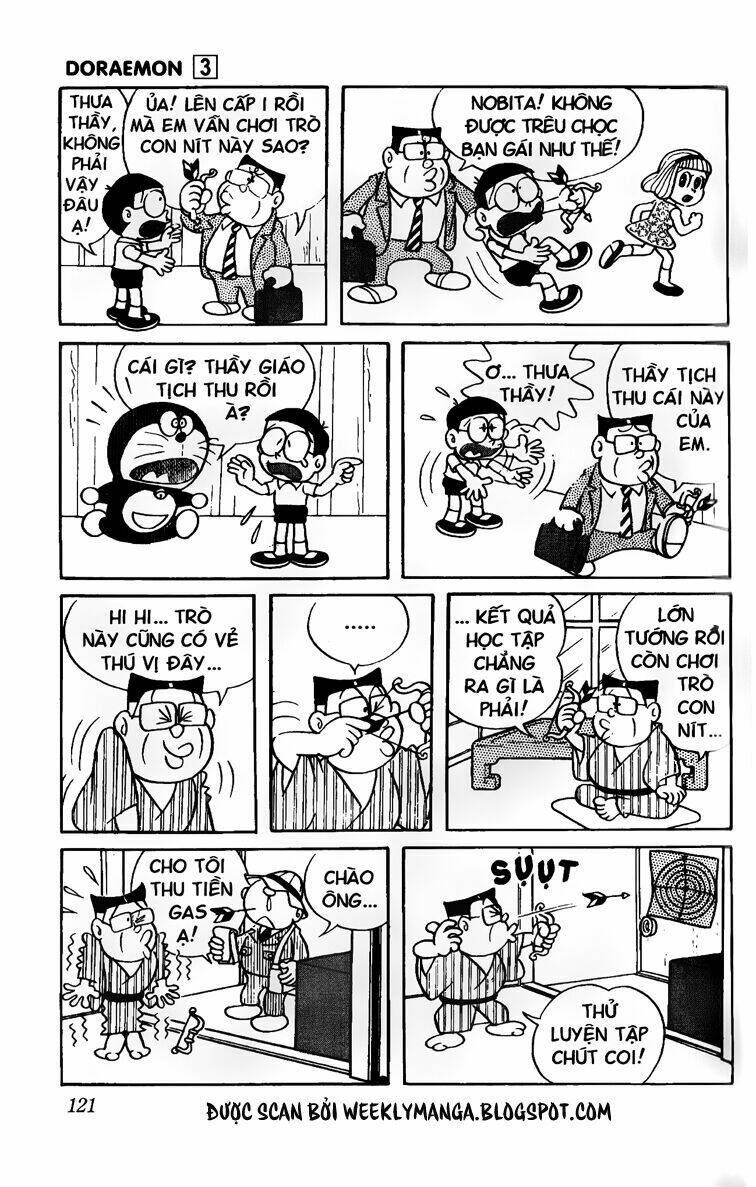 DORAEMON 3
NOBITA! KHÔNG
ĐƯỢC TRÊU CHỌC
BẠN GÁI NHƯ THẾ!
ỦA! LÊN CẤP I RỒI
MÀ EM VẪN CHƠI TRÒ
CON NÍT NÀY SAO?
THƯA
THẦY,
KHÔNG
PHẢI
VẬY
ĐÂU
Ạ!
THẦY TỊCH
THU CÁI NÀY
CỦA
EM.
Ơ... THƯA
THẦY!
CÁI GÌ? THẦY GIÁO
TỊCH THU RỒI
À?
LỚN
TƯỚNG RỒI
CÒN CHƠI
TRÒ
CON
NÍT...
... KẾT QUẢ
HỌC TẬP
CHẲNG
RA GÌ LÀ
PHẢI!
.....
HI HI... TRÒ
NÀY CŨNG CÓ VẺ
THÚ VỊ ĐÂY...
SỤỤT
THỬ
LUYỆN TẬP
CHÚT COI!
CHÀO
ÔNG...
CHO TÔI
THU TIỀN
GAS
Ạ!
121
ĐƯỢC SCAN BỞI WEEKLYMANGA.BLOGSPOT.COM